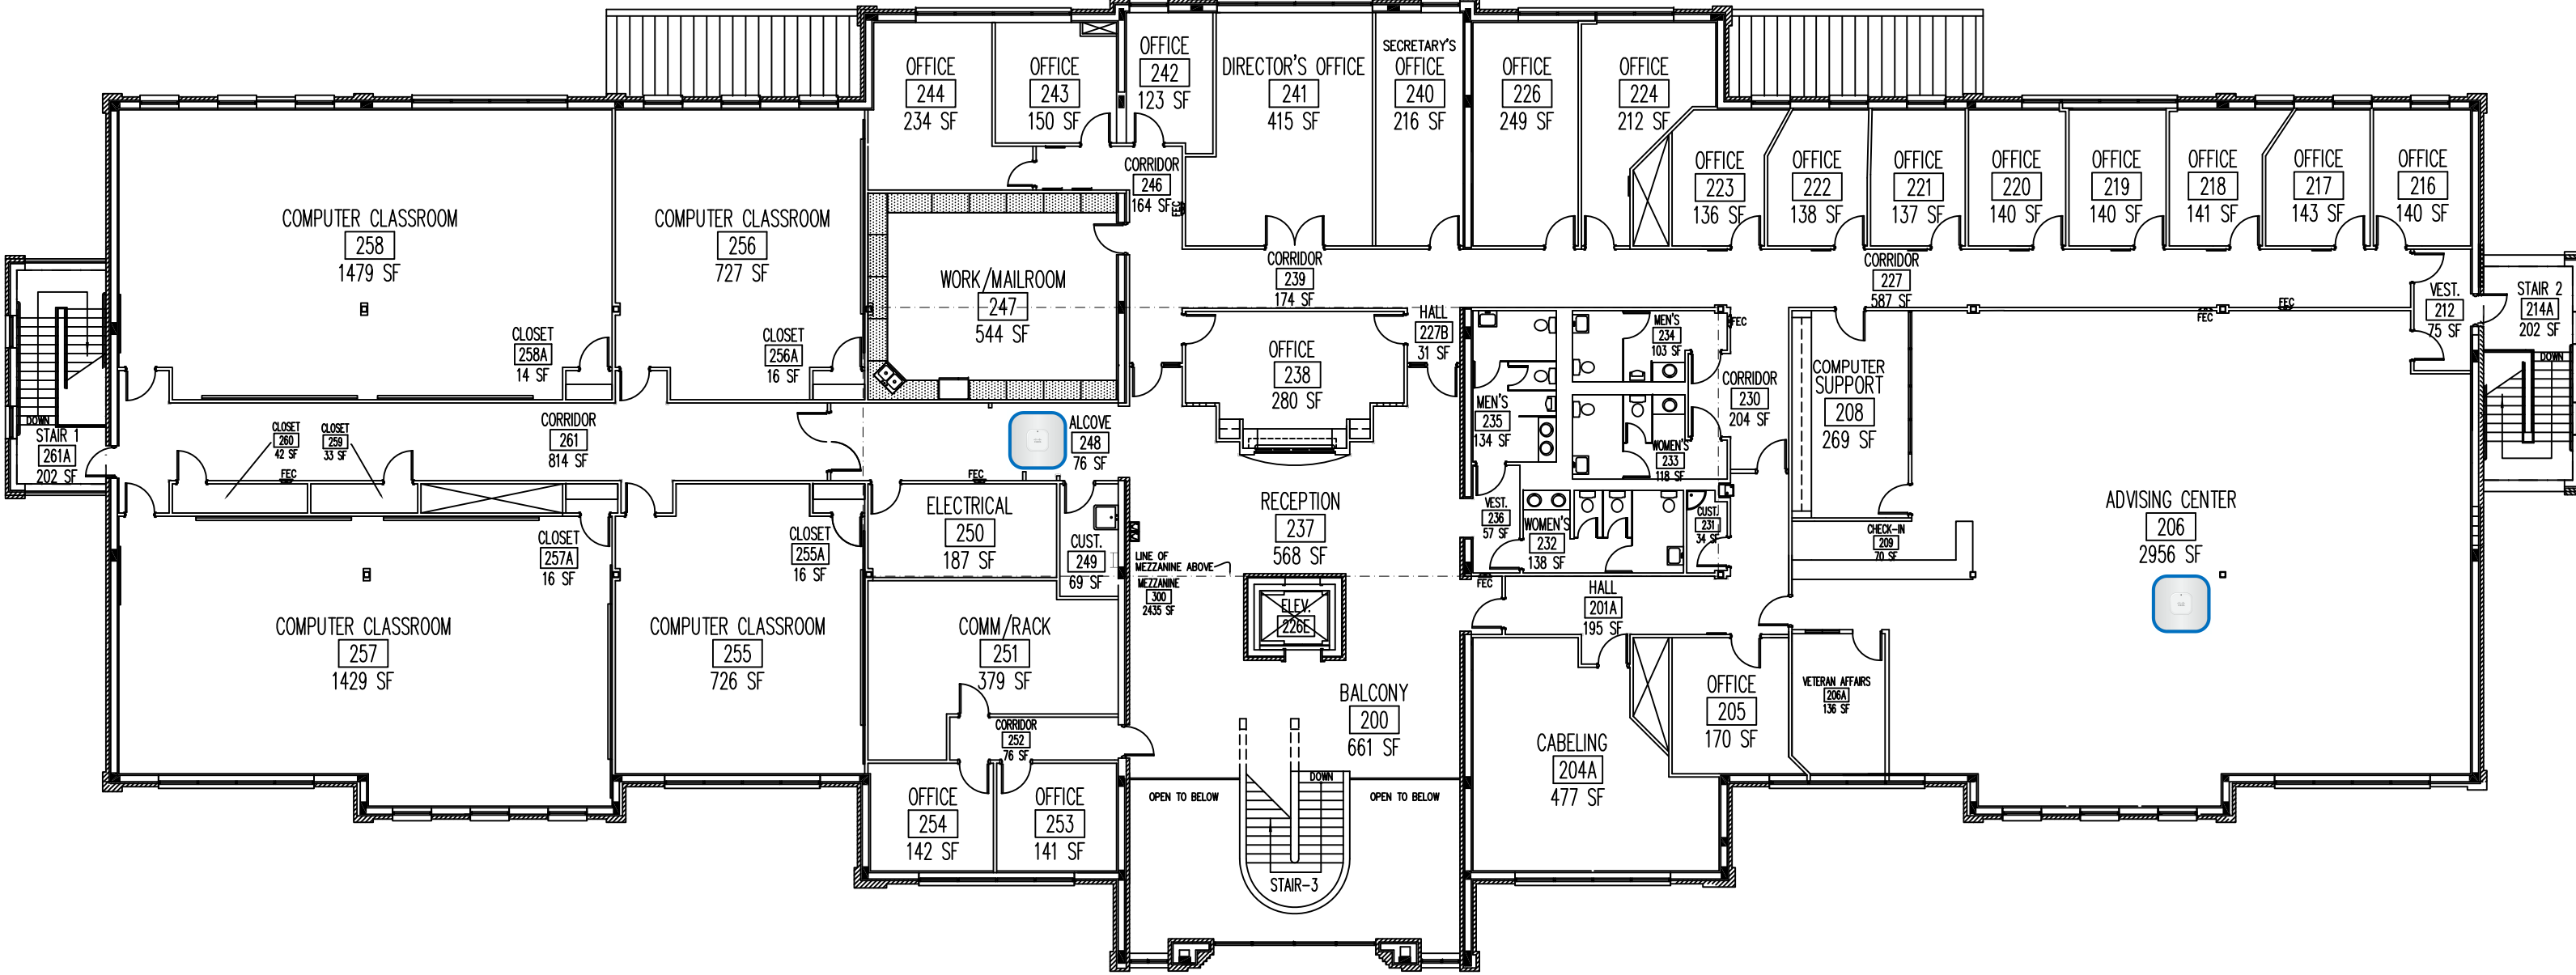 OFFICE
244
234 SF
OFFICE
243
150 SF
OFFICE
242
123 SF
DIRECTOR'S OFFICE
241
415 SF
SECRETARY'S
OFFICE
240
216 SF
OFFICE
226
249 SF
OFFICE
224
212 SF
OFFICE
223
136 SF
OFFICE
222
138 SF
OFFICE
221
137 SF
OFFICE
220
140 SF
OFFICE
219
140 SF
OFFICE
218
141 SF
OFFICE
217
143 SF
OFFICE
216
140 SF
COMPUTER CLASSROOM
258
1479 SF
COMPUTER CLASSROOM
256
727 SF
CORRIDOR
246
164 SF
FEC
WORK/MAILROOM
247
544 SF
CORRIDOR
239
174 SF
CORRIDOR
227
587 SF
FEC
FEC
VEST.
212
75 SF
STAIR 2
214A
202 SF
DOWN
CLOSET
258A
14 SF
CLOSET
256A
16 SF
OFFICE
238
280 SF
HALL
227B
31 SF
MEN'S
234
103 SF
FEC
MEN'S
235
134 SF
CORRIDOR
230
204 SF
COMPUTER
SUPPORT
208
269 SF
DOWN
STAIR 1
261A
202 SF
CLOSET
260
42 SF
CLOSET
259
33 SF
FEC
CORRIDOR
261
814 SF
ALCOVE
248
76 SF
FEC
WOMEN'S
233
118 SF
ELECTRICAL
250
187 SF
CUST.
249
69 SF
RECEPTION
237
568 SF
VEST.
236
57 SF
WOMEN'S
232
138 SF
CUST.
231
34 SF
CHECK-IN
209
70 SF
ADVISING CENTER
206
2956 SF
CLOSET
257A
16 SF
CLOSET
255A
16 SF
LINE OF
MEZZANINE ABOVE
MEZZANINE
300
2435 SF
ELEV.
226E
FEC
HALL
201A
195 SF
COMPUTER CLASSROOM
257
1429 SF
COMPUTER CLASSROOM
255
726 SF
COMM/RACK
251
379 SF
BALCONY
200
661 SF
OFFICE
205
170 SF
VETERAN AFFAIRS
206A
136 SF
CORRIDOR
252
76 SF
CABELING
204A
477 SF
OFFICE
254
142 SF
OFFICE
253
141 SF
OPEN TO BELOW
DOWN
OPEN TO BELOW
STAIR-3